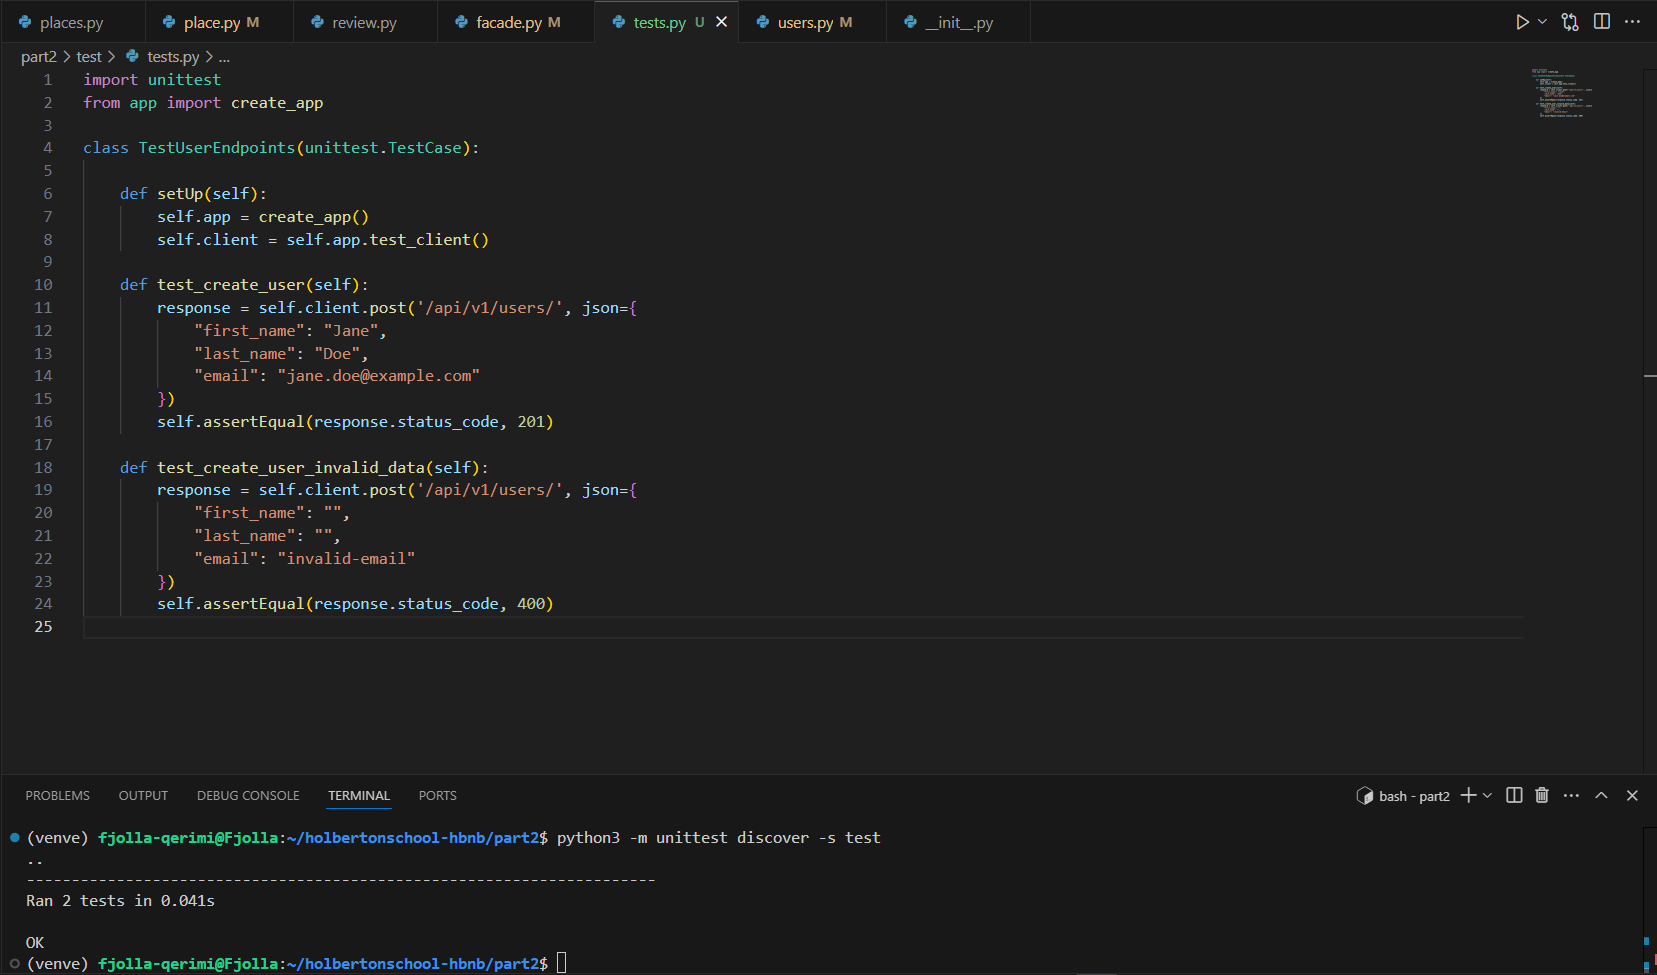 places.py place.py M review.py facade.py M tests.py U users.py M __init__.py
part2 > test > tests.py > ...
1 import unittest
2 from app import create_app
3
4 class TestUserEndpoints(unittest.TestCase):
5
6     def setUp(self):
7         self.app = create_app()
8         self.client = self.app.test_client()
9
10     def test_create_user(self):
11         response = self.client.post('/api/v1/users/', json={
12             "first_name": "Jane",
13             "last_name": "Doe",
14             "email": "jane.doe@example.com"
15         })
16         self.assertEqual(response.status_code, 201)
17
18     def test_create_user_invalid_data(self):
19         response = self.client.post('/api/v1/users/', json={
20             "first_name": "",
21             "last_name": "",
22             "email": "invalid-email"
23         })
24         self.assertEqual(response.status_code, 400)
25
PROBLEMS OUTPUT DEBUG CONSOLE TERMINAL PORTS bash - part2
(venve) fjolla-qerimi@Fjolla:~/holbertonschool-hbnb/part2$ python3 -m unittest discover -s test
..
----------------------------------------------------------------------
Ran 2 tests in 0.041s

OK
(venve) fjolla-qerimi@Fjolla:~/holbertonschool-hbnb/part2$